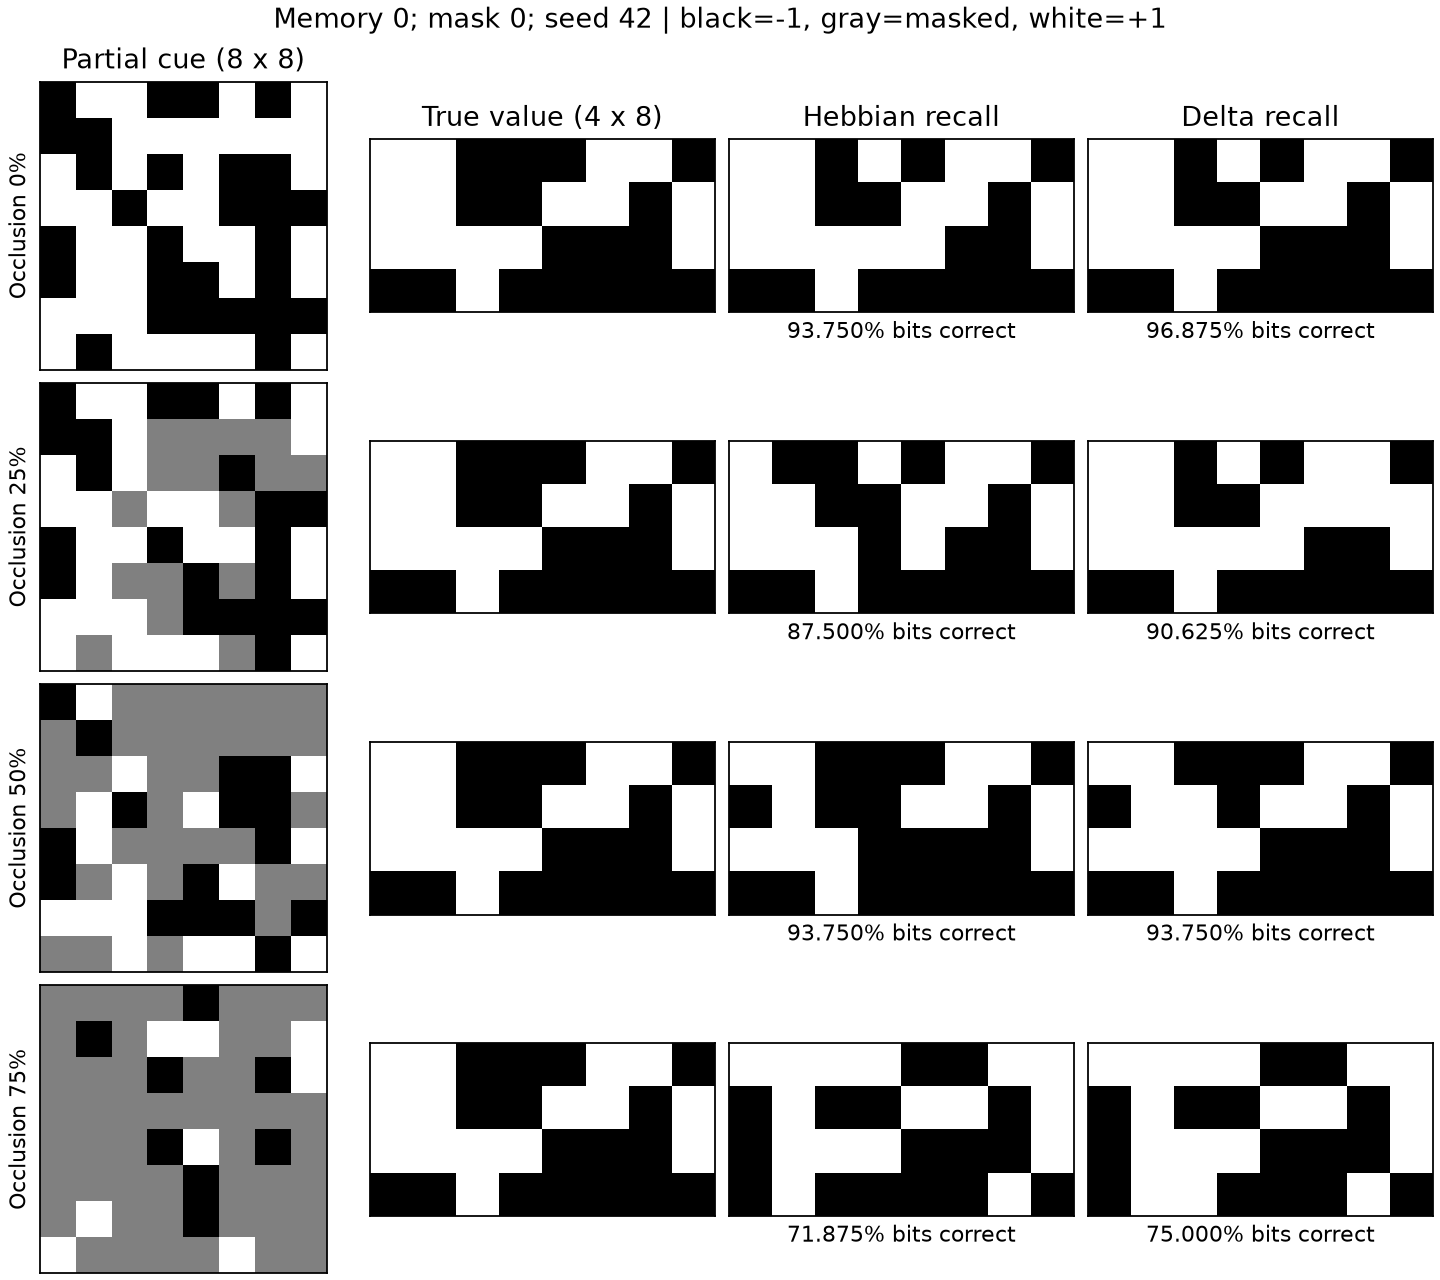 Memory 0; mask 0; seed 42 | black=-1, gray=masked, white=+1
Partial cue (8 x 8)
True value (4 x 8)
Hebbian recall
Delta recall
Occlusion 0%
93.750% bits correct
96.875% bits correct
Occlusion 25%
87.500% bits correct
90.625% bits correct
Occlusion 50%
93.750% bits correct
93.750% bits correct
Occlusion 75%
71.875% bits correct
75.000% bits correct